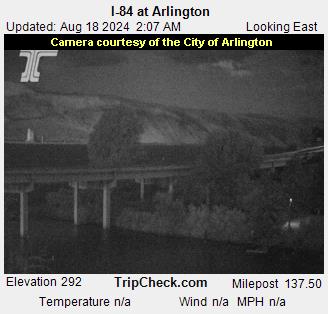 I-84 at Arlington
Updated: Aug 18 2024 2:07 AM Looking East
Camera courtesy of the City of Arlington
Elevation 292 TripCheck.com Milepost 137.50
Temperature n/a Wind n/a MPH n/a